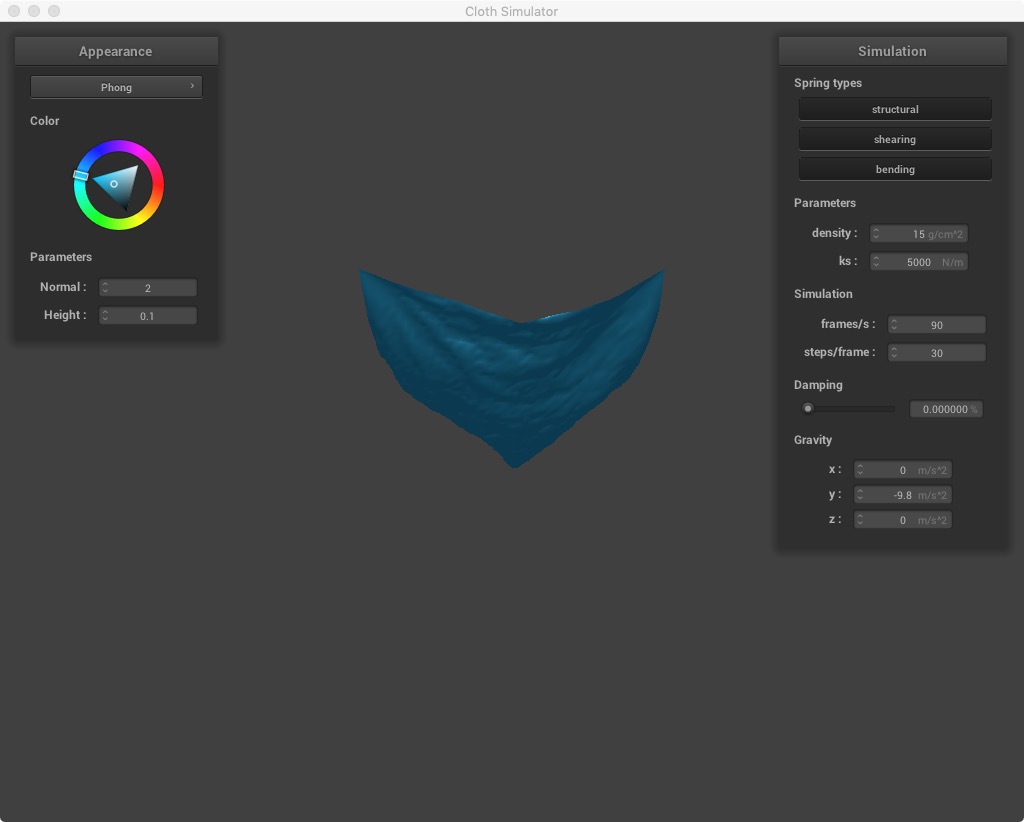 Cloth Simulator
Appearance
Phong
Color
Parameters
Normal : 2
Height : 0.1
Simulation
Spring types
structural
shearing
bending
Parameters
density : 15 g/cm^2
ks : 5000 N/m
Simulation
frames/s : 90
steps/frame : 30
Damping
0.000000 %
Gravity
x : 0 m/s^2
y : -9.8 m/s^2
z : 0 m/s^2